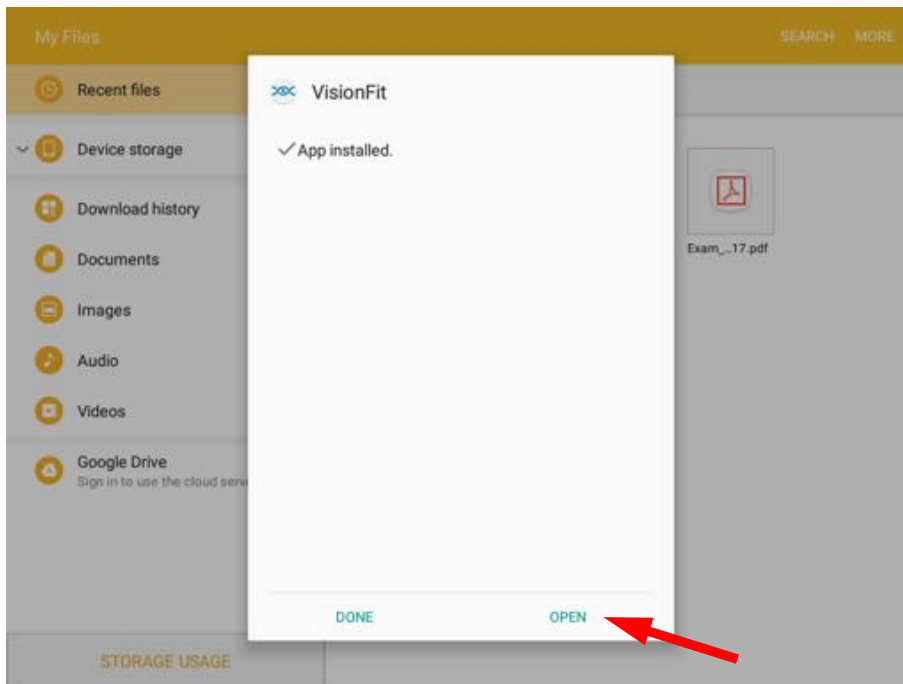 My Files
SEARCH MORE
Recent files
Device storage
Download history
Documents
Images
Audio
Videos
Google Drive
Sign in to use the cloud serv
STORAGE USAGE
VisionFit
App installed.
DONE OPEN
Exam_...17.pdf